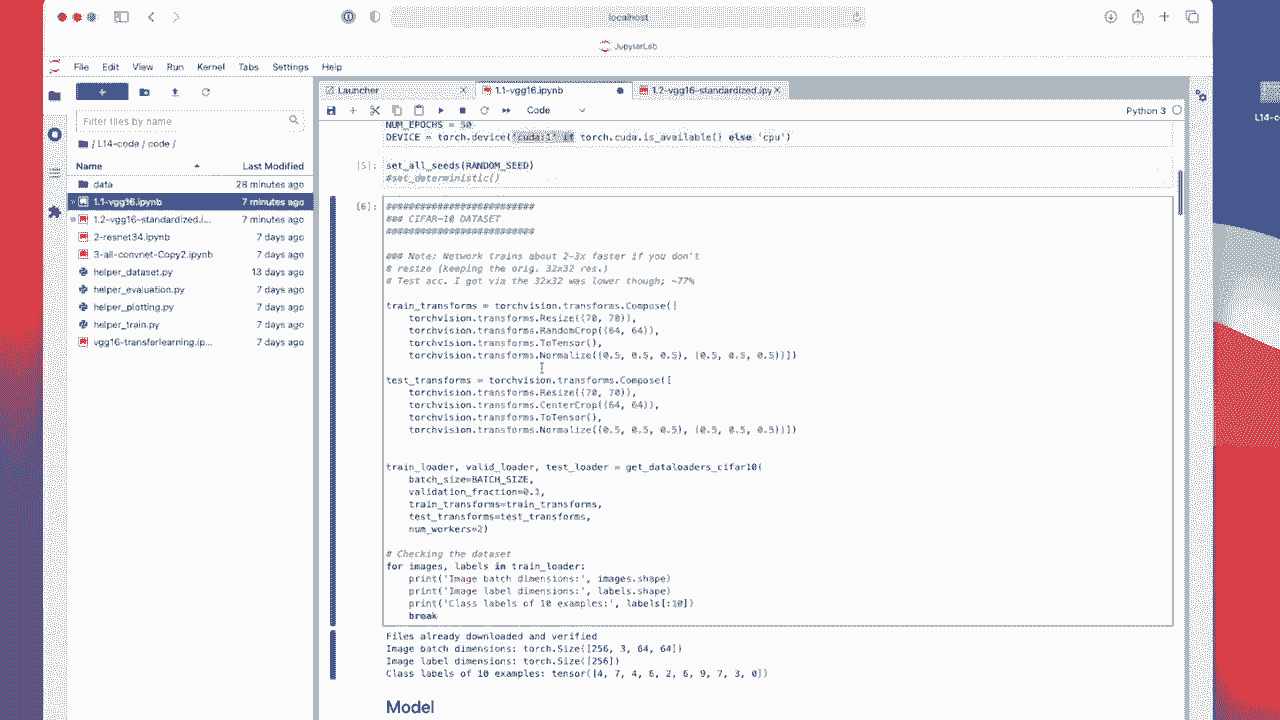 localhost
JupyterLab
File Edit View Run Kernel Tabs Settings Help
Launcher
1.1-vgg16.ipynb
1.2-vgg16-standardized.ipy
Filter files by name
Code
Python 3
/ L14-code / code /
Name Last Modified
data 26 minutes ago
1.1-vgg16.ipynb 7 minutes ago
1.2-vgg16-standardized.i... 7 minutes ago
2-resnet34.ipynb 7 days ago
3-all-convnet-Copy2.ipynb 7 days ago
helper_dataset.py 13 days ago
helper_evaluation.py 7 days ago
helper_plotting.py 7 days ago
helper_train.py 7 days ago
vgg16-transferlearning.ip... 7 days ago
NUM_EPOCHS = 50
DEVICE = torch.device('cuda:1' if torch.cuda.is_available() else 'cpu')
[5]: set_all_seeds(RANDOM_SEED)
#set_deterministic()
[6]: ##########################
### CIFAR-10 DATASET
##########################
### Note: Network trains about 2-3x faster if you don't
# resize (keeping the orig. 32x32 res.)
# Test acc. I got via the 32x32 was lower though; ~77%
train_transforms = torchvision.transforms.Compose([
torchvision.transforms.Resize((70, 70)),
torchvision.transforms.RandomCrop((64, 64)),
torchvision.transforms.ToTensor(),
torchvision.transforms.Normalize((0.5, 0.5, 0.5), (0.5, 0.5, 0.5))])
test_transforms = torchvision.transforms.Compose([
torchvision.transforms.Resize((70, 70)),
torchvision.transforms.CenterCrop((64, 64)),
torchvision.transforms.ToTensor(),
torchvision.transforms.Normalize((0.5, 0.5, 0.5), (0.5, 0.5, 0.5))])
train_loader, valid_loader, test_loader = get_dataloaders_cifar10(
batch_size=BATCH_SIZE,
validation_fraction=0.1,
train_transforms=train_transforms,
test_transforms=test_transforms,
num_workers=2)
# Checking the dataset
for images, labels in train_loader:
print('Image batch dimensions:', images.shape)
print('Image label dimensions:', labels.shape)
print('Class labels of 10 examples:', labels[:10])
break
Files already downloaded and verified
Image batch dimensions: torch.Size([256, 3, 64, 64])
Image label dimensions: torch.Size([256])
Class labels of 10 examples: tensor([4, 7, 4, 6, 2, 6, 9, 7, 3, 0])
Model
L14-c